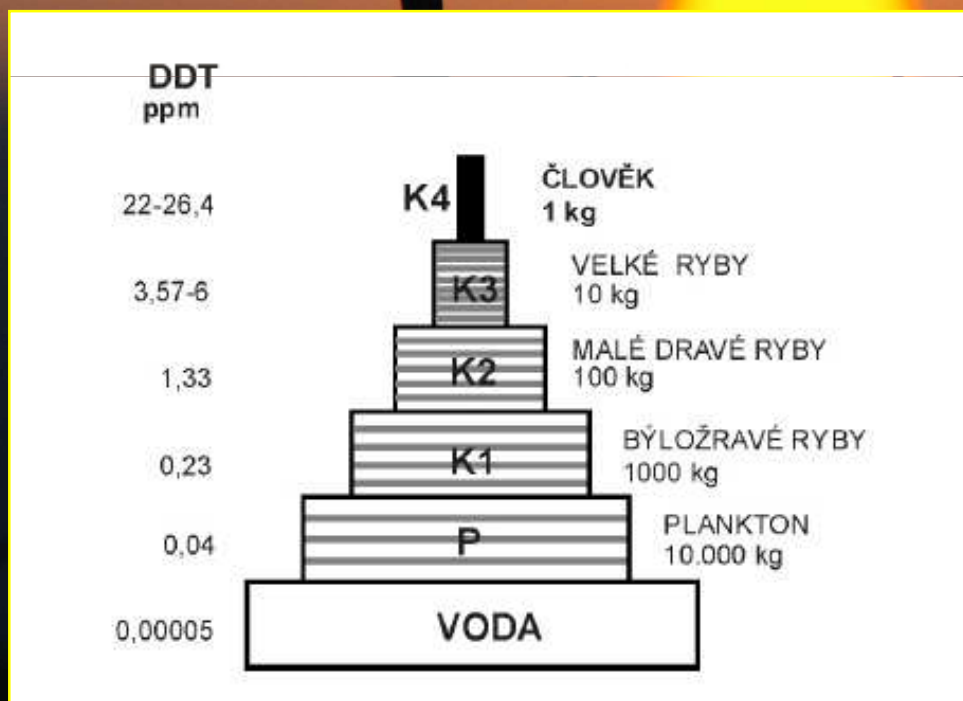 DDT
ppm
22-26,4
K4
ČLOVĚK
1 kg
3,57-6
K3
VELKÉ RYBY
10 kg
1,33
K2
MALÉ DRAVÉ RYBY
100 kg
0,23
K1
BÝLOŽRAVÉ RYBY
1000 kg
0,04
P
PLANKTON
10.000 kg
0,00005
VODA